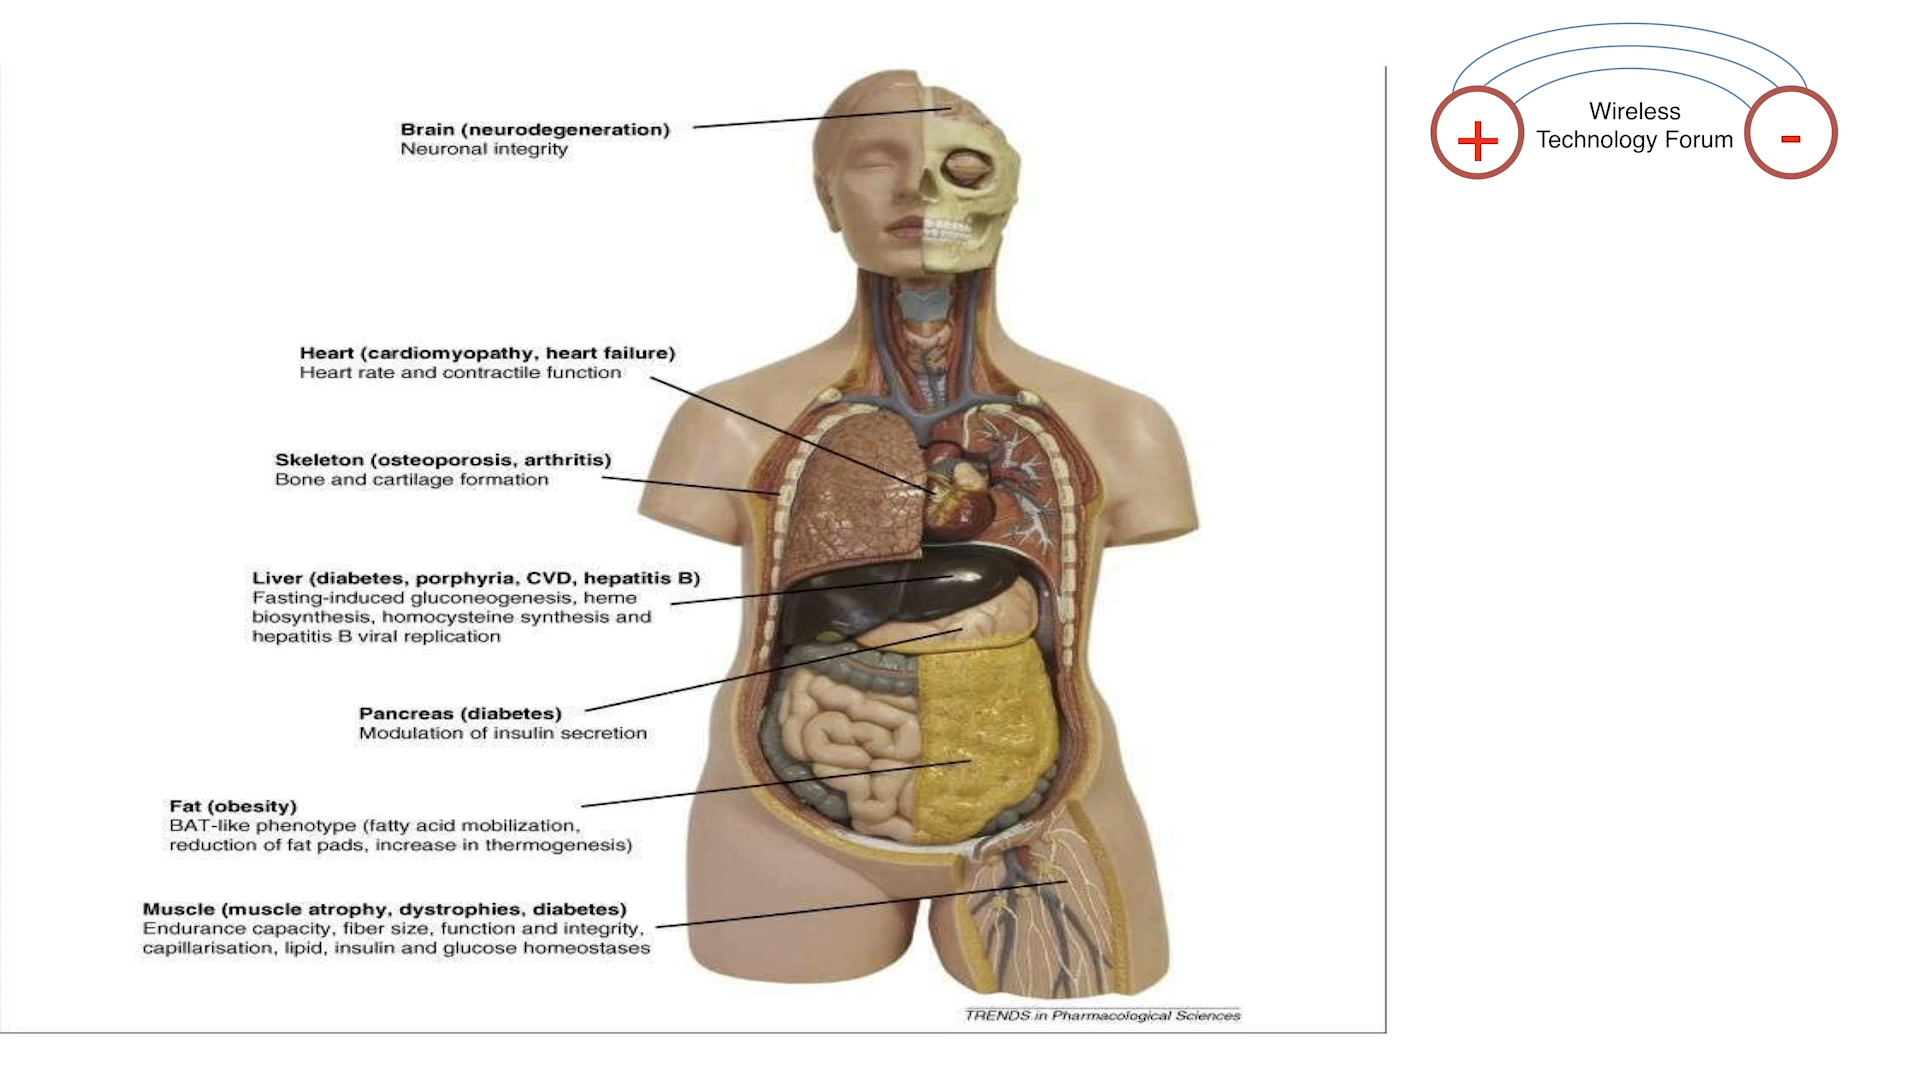 Brain (neurodegeneration)
Neuronal integrity
Heart (cardiomyopathy, heart failure)
Heart rate and contractile function
Skeleton (osteoporosis, arthritis)
Bone and cartilage formation
Liver (diabetes, porphyria, CVD, hepatitis B)
Fasting-induced gluconeogenesis, heme
biosynthesis, homocysteine synthesis and
hepatitis B viral replication
Pancreas (diabetes)
Modulation of insulin secretion
Fat (obesity)
BAT-like phenotype (fatty acid mobilization,
reduction of fat pads, increase in thermogenesis)
Muscle (muscle atrophy, dystrophies, diabetes)
Endurance capacity, fiber size, function and integrity,
capillarisation, lipid, insulin and glucose homeostases
TRENDS in Pharmacological Sciences
Wireless
+ Technology Forum -